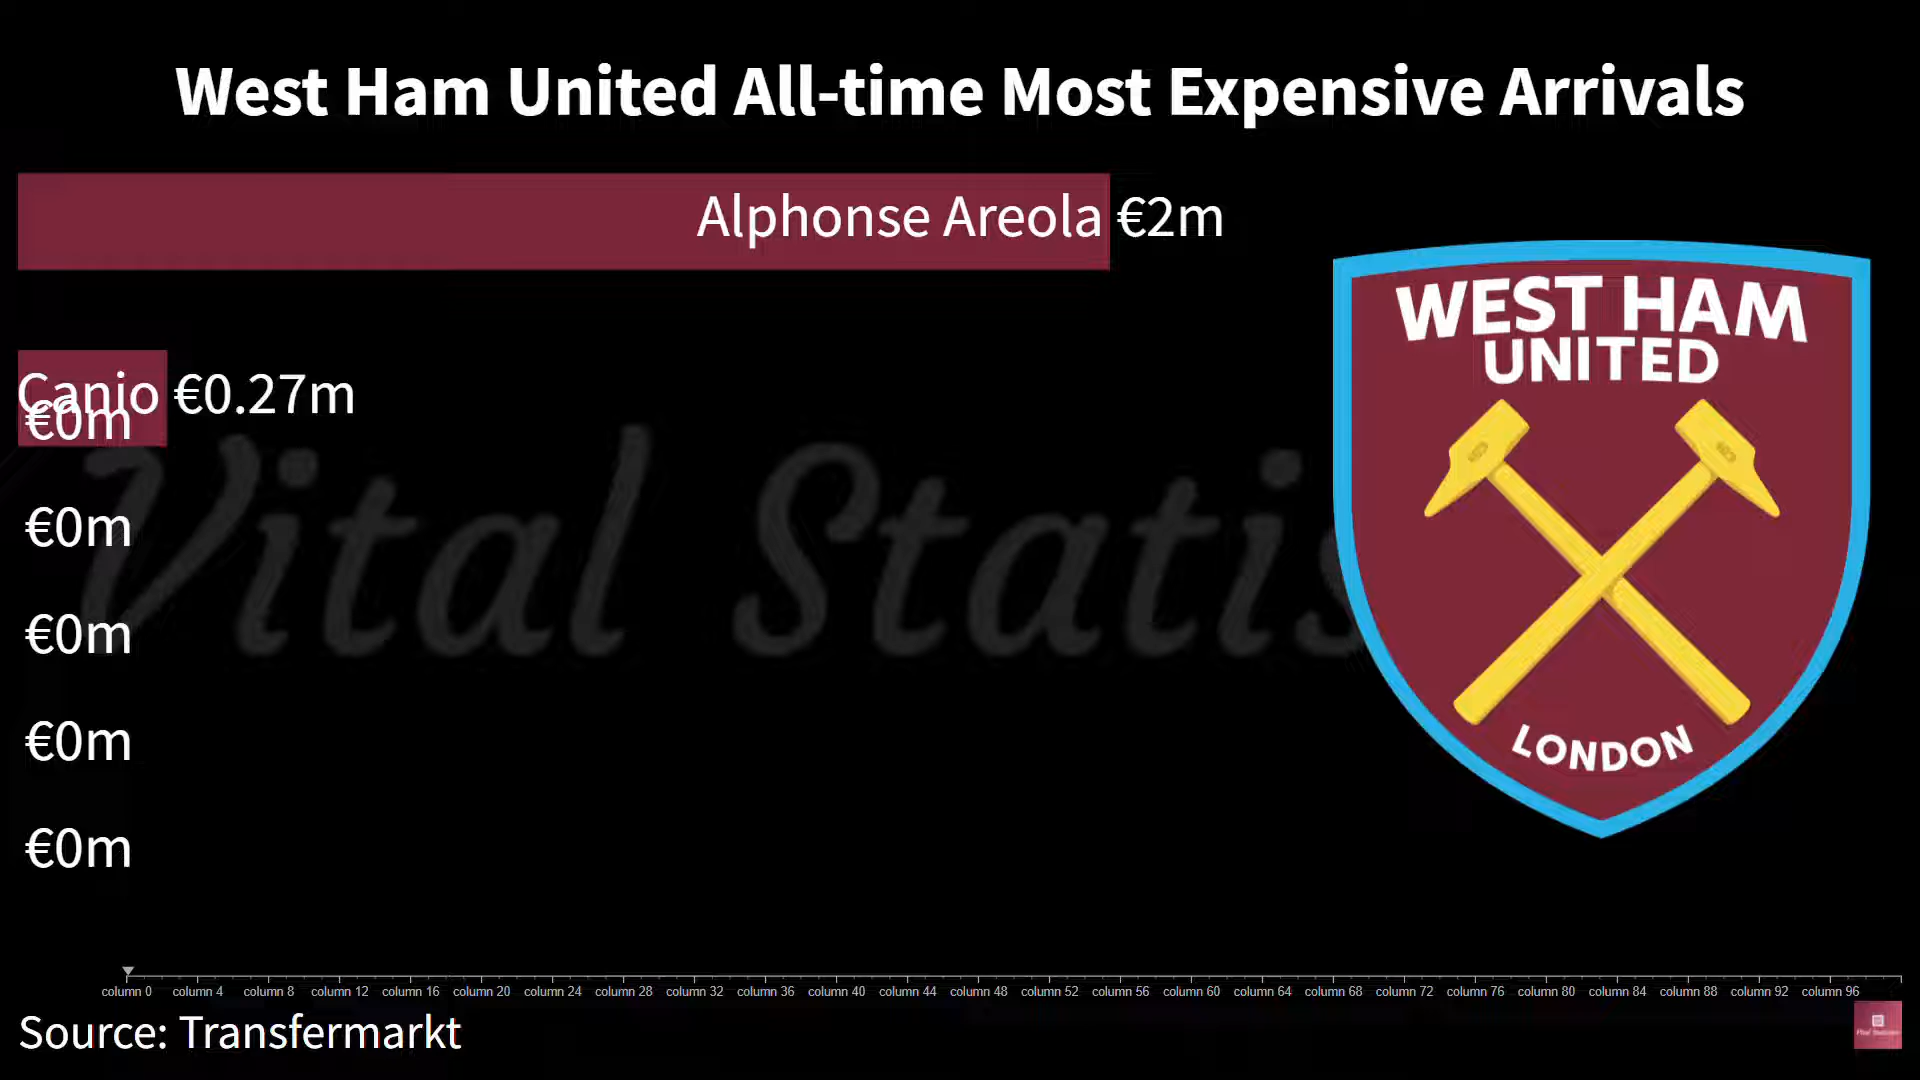 West Ham United All-time Most Expensive Arrivals
Alphonse Areola €2m
Canio €0.27m
€0m
€0m
€0m
€0m
€0m
Vital Statis
WEST HAM
UNITED
LONDON
column 0 column 4 column 8 column 12 column 16 column 20 column 24 column 28 column 32 column 36 column 40 column 44 column 48 column 52 column 56 column 60 column 64 column 68 column 72 column 76 column 80 column 84 column 88 column 92 column 96
Source: Transfermarkt